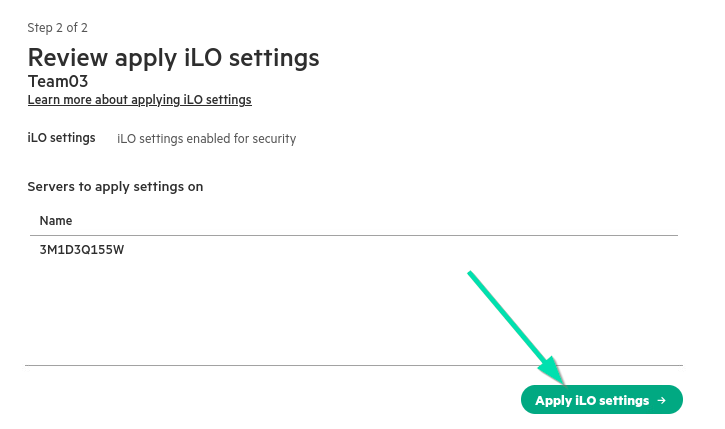 Step 2 of 2
Review apply iLO settings
Team03
Learn more about applying iLO settings
iLO settings iLO settings enabled for security
Servers to apply settings on
Name
3M1D3Q155W
Apply iLO settings →